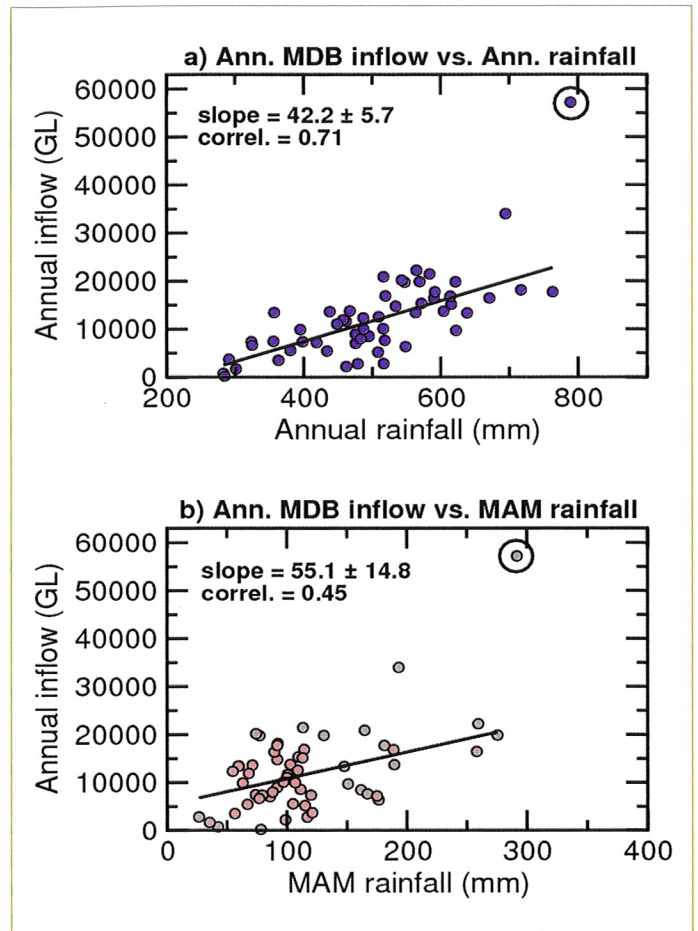 a) Ann. MDB inflow vs. Ann. rainfall
slope = 42.2 ± 5.7
correl. = 0.71
Annual inflow (GL)
60000
50000
40000
30000
20000
10000
0
200
400
600
800
Annual rainfall (mm)
b) Ann. MDB inflow vs. MAM rainfall
slope = 55.1 ± 14.8
correl. = 0.45
Annual inflow (GL)
60000
50000
40000
30000
20000
10000
0
0
100
200
300
400
MAM rainfall (mm)